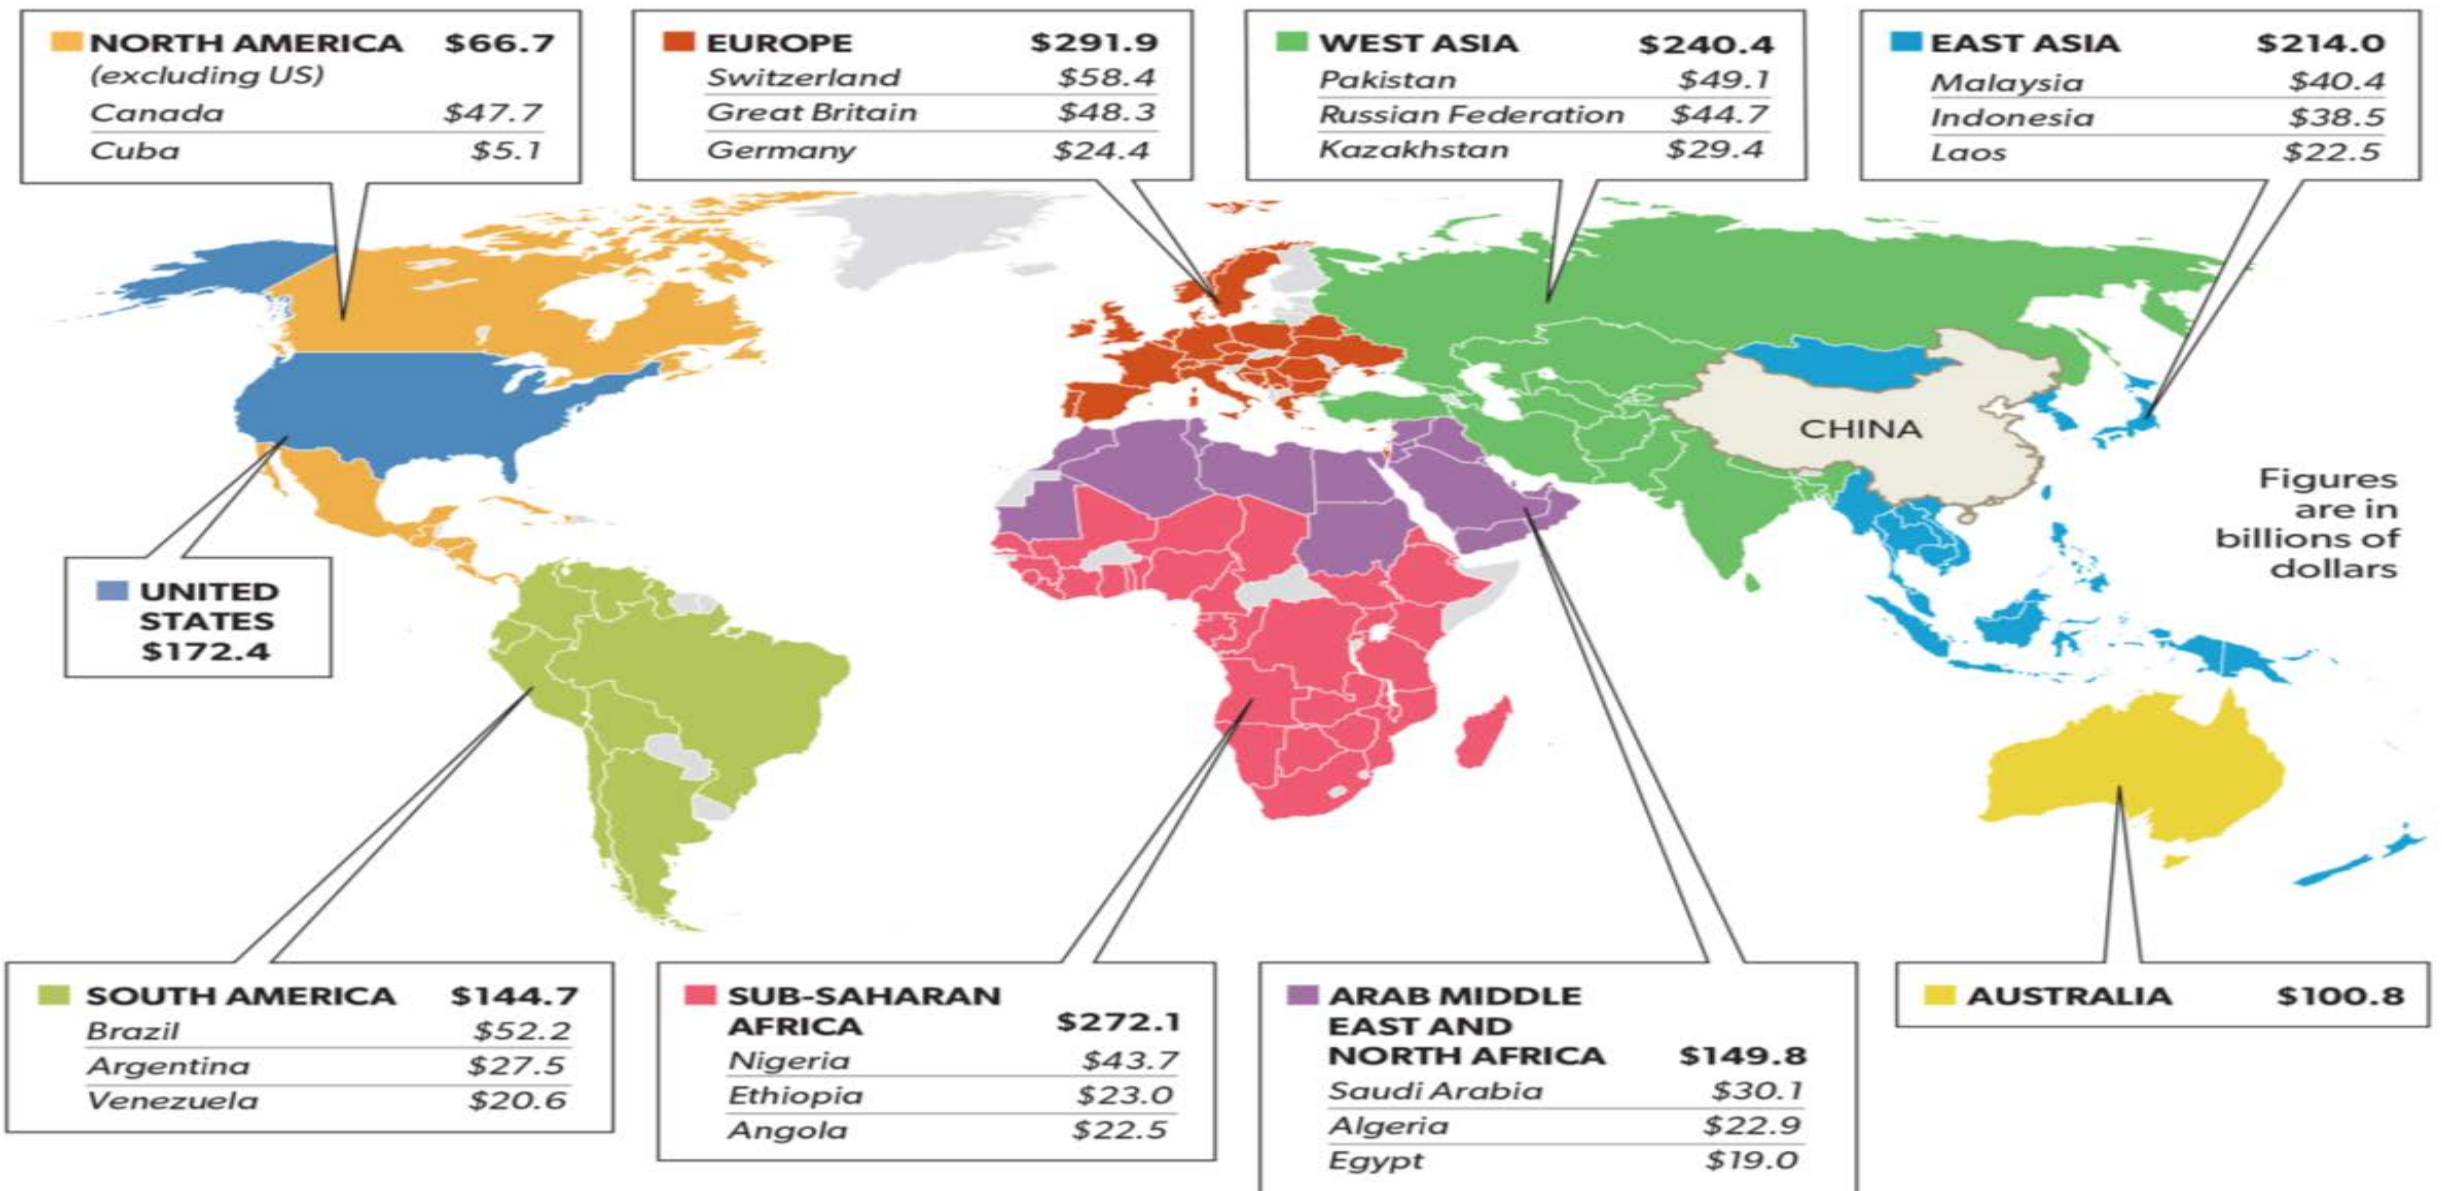 NORTH AMERICA $66.7
(excluding US)
Canada $47.7
Cuba $5.1
EUROPE $291.9
Switzerland $58.4
Great Britain $48.3
Germany $24.4
WEST ASIA $240.4
Pakistan $49.1
Russian Federation $44.7
Kazakhstan $29.4
EAST ASIA $214.0
Malaysia $40.4
Indonesia $38.5
Laos $22.5
CHINA
Figures
are in
billions of
dollars
UNITED
STATES
$172.4
SOUTH AMERICA $144.7
Brazil $52.2
Argentina $27.5
Venezuela $20.6
SUB-SAHARAN
AFRICA $272.1
Nigeria $43.7
Ethiopia $23.0
Angola $22.5
ARAB MIDDLE
EAST AND
NORTH AFRICA $149.8
Saudi Arabia $30.1
Algeria $22.9
Egypt $19.0
AUSTRALIA $100.8